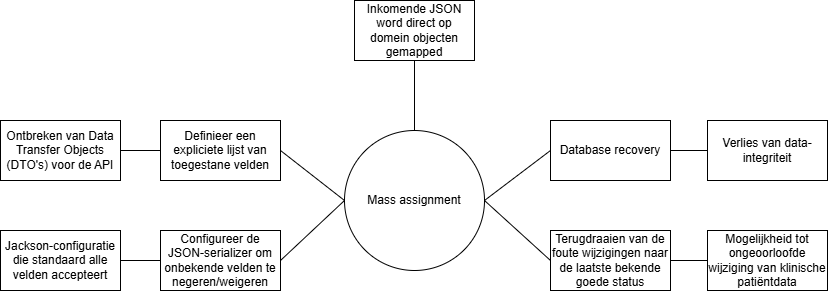 Inkomende JSON
word direct op
domein objecten
gemapped
Ontbreken van Data
Transfer Objects
(DTO's) voor de API
Definieer een
expliciete lijst van
toegestane velden
Database recovery
Verlies van data-
integriteit
Mass assignment
Jackson-configuratie
die standaard alle
velden accepteert
Configureer de
JSON-serializer om
onbekende velden te
negeren/weigeren
Terugdraaien van de
foute wijzigingen naar
de laatste bekende
goede status
Mogelijkheid tot
ongeoorloofde
wijziging van klinische
patiëntdata